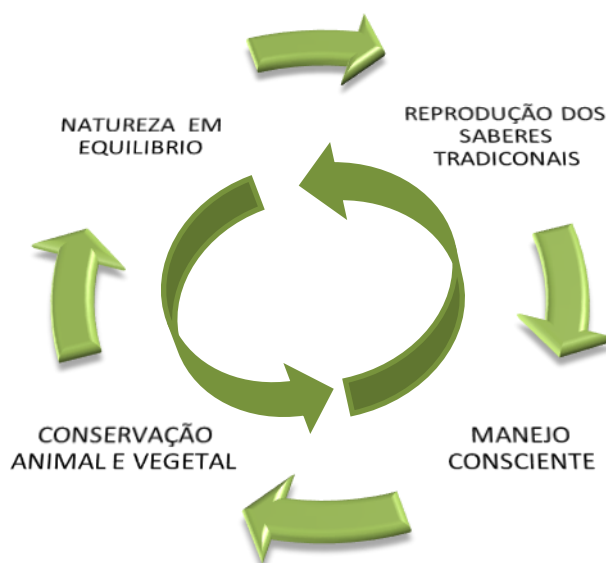 NATUREZA EM
EQUILIBRIO
REPRODUÇÃO DOS
SABERES
TRADICONAIS
MANEJO
CONSCIENTE
CONSERVAÇÃO
ANIMAL E VEGETAL